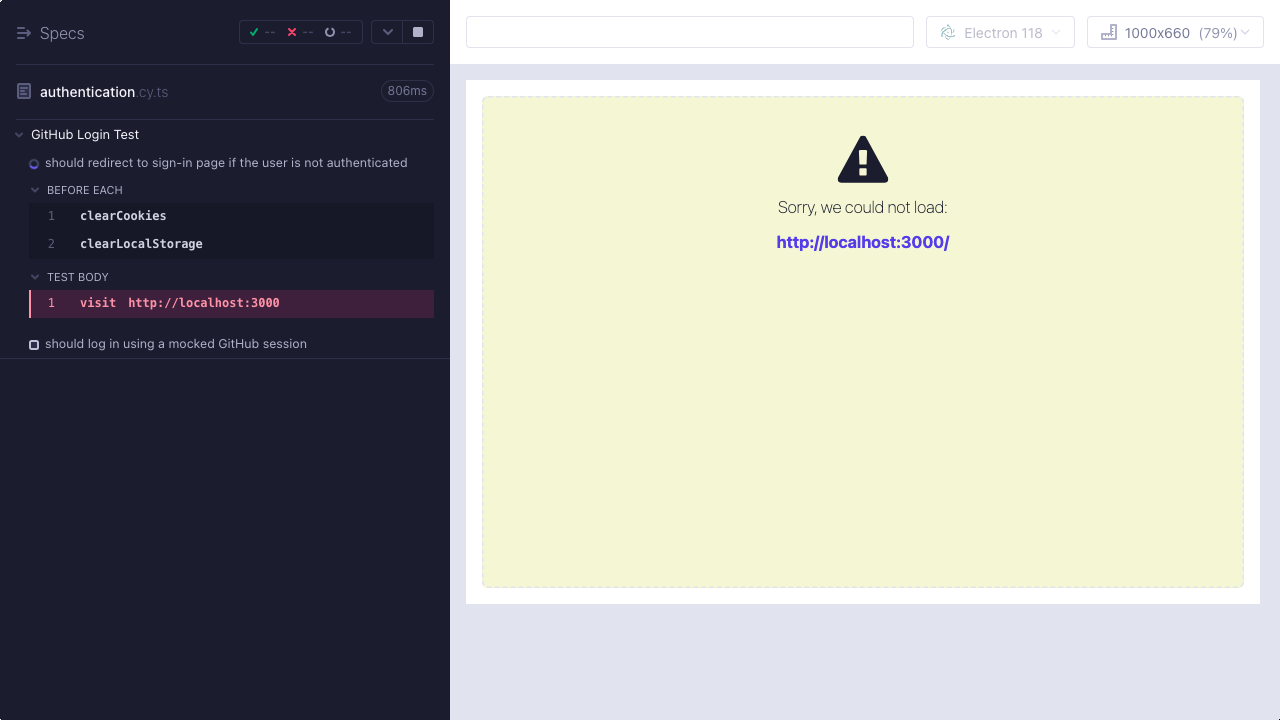 Specs
-- -- --
authentication.cy.ts 806ms
GitHub Login Test
should redirect to sign-in page if the user is not authenticated
BEFORE EACH
1 clearCookies
2 clearLocalStorage
TEST BODY
1 visit http://localhost:3000
should log in using a mocked GitHub session
Electron 118
1000x660 (79%)
Sorry, we could not load:
http://localhost:3000/